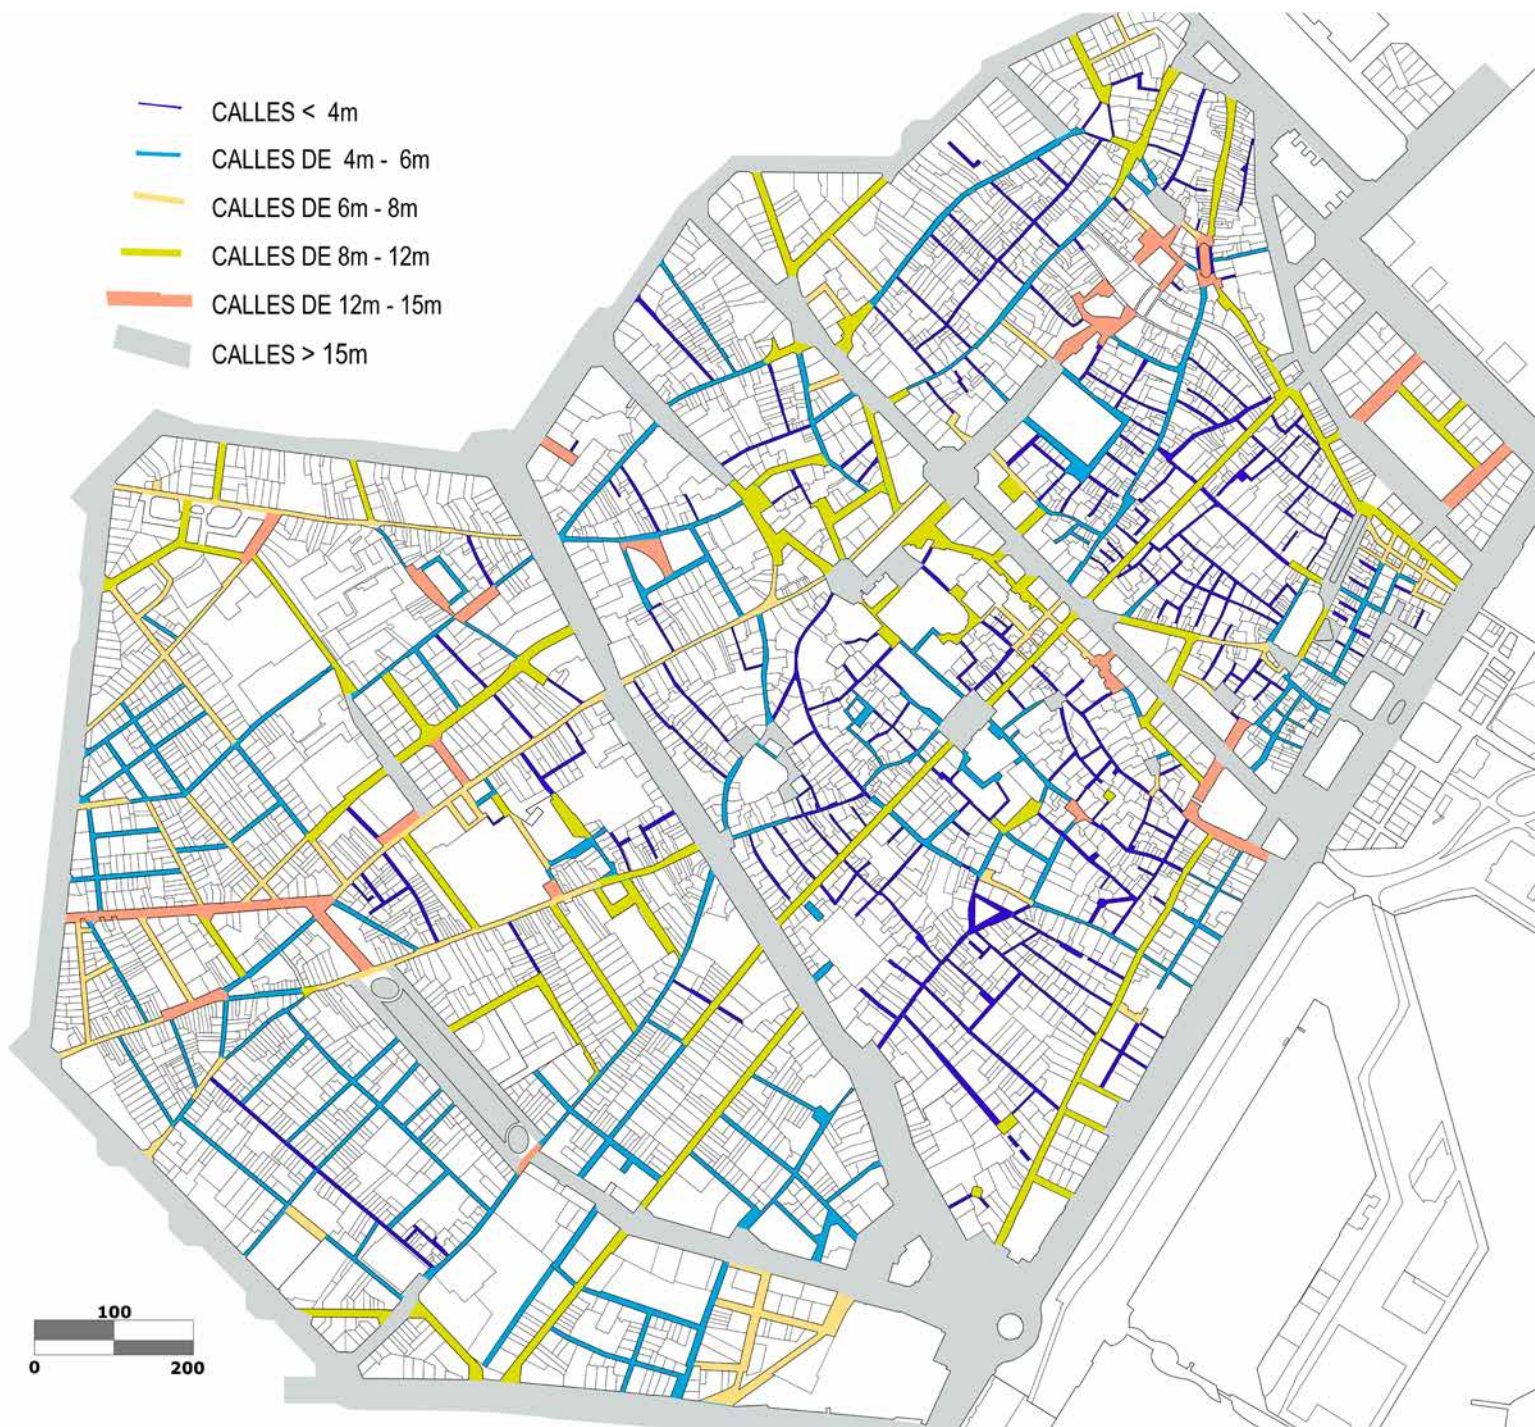 CALLES < 4m
CALLES DE 4m - 6m
CALLES DE 6m - 8m
CALLES DE 8m - 12m
CALLES DE 12m - 15m
CALLES > 15m
100
0 200